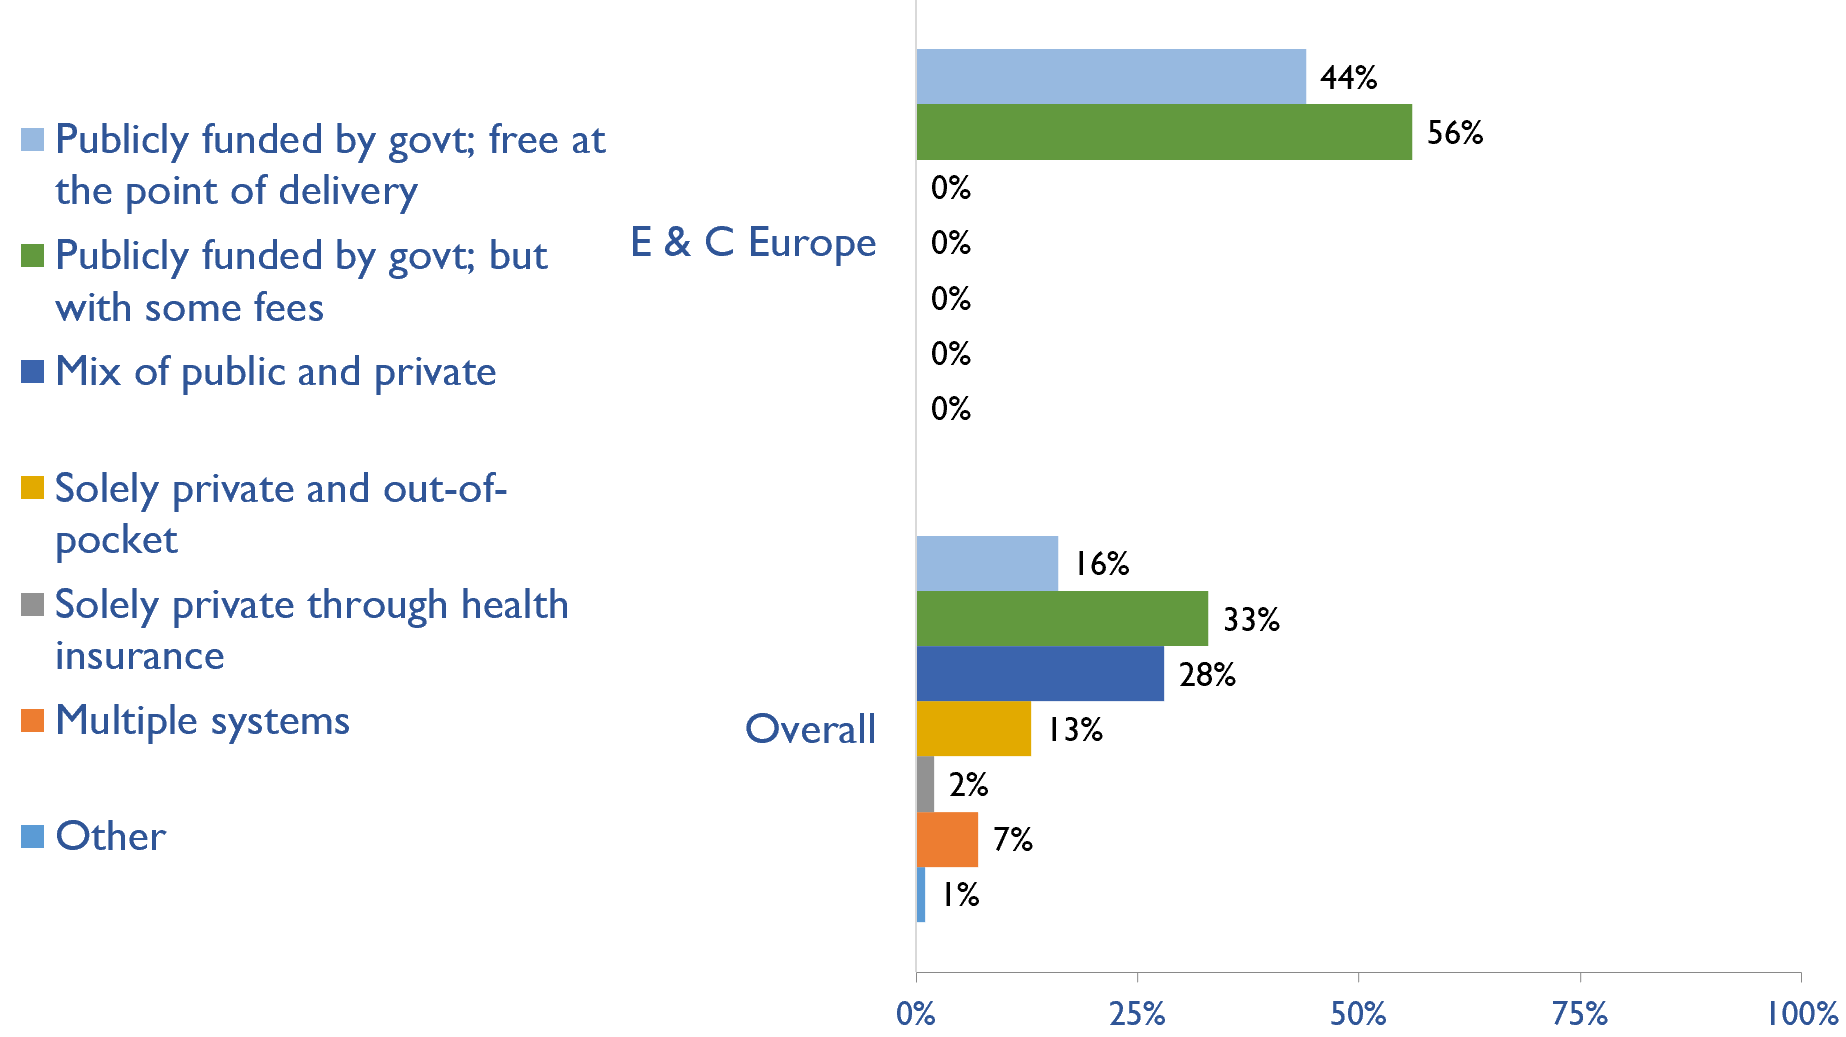 Publicly funded by govt; free at
the point of delivery
Publicly funded by govt; but
with some fees
Mix of public and private
Solely private and out-of-
pocket
Solely private through health
insurance
Multiple systems
Other
E & C Europe
44%
56%
0%
0%
0%
0%
0%
Overall
16%
33%
28%
13%
2%
7%
1%
0% 25% 50% 75% 100%